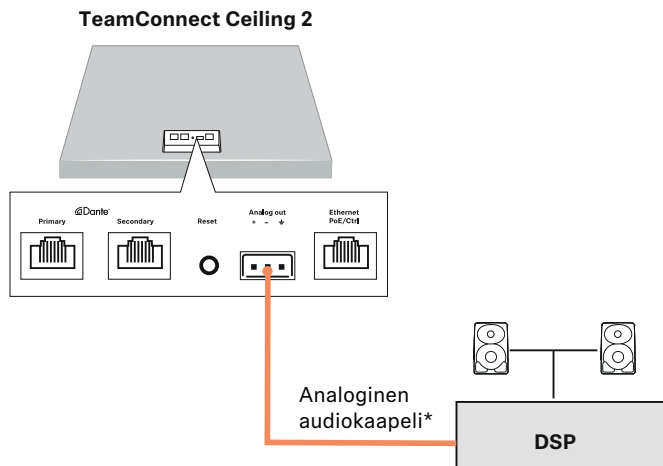 TeamConnect Ceiling 2
Dante
Primary
Secondary
Reset
Analog out
+ -
Ethernet
PoE/Ctrl
Analoginen
audiokaapeli*
DSP